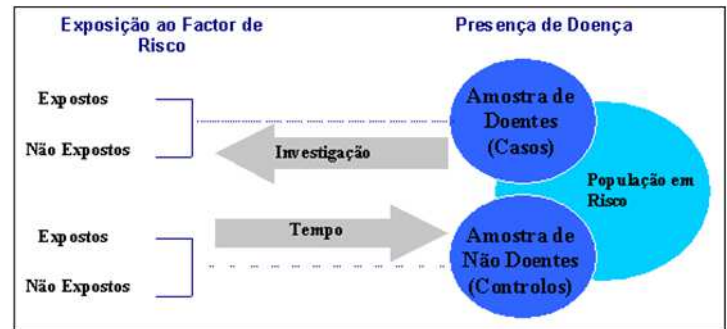 Exposição ao Factor de
Risco
Presença de Doença
Expostos
Não Expostos
Amostra de
Doentes
(Casos)
Investigação
População em
Risco
Tempo
Expostos
Não Expostos
Amostra de
Não Doentes
(Controlos)